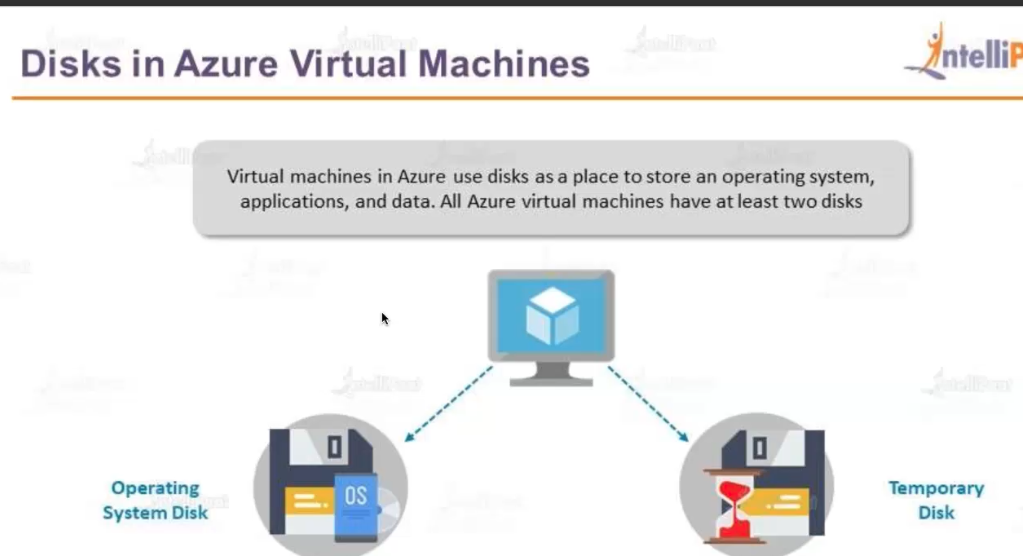 Disks in Azure Virtual Machines
IntelliP
Virtual machines in Azure use disks as a place to store an operating system,
applications, and data. All Azure virtual machines have at least two disks
OS
Operating
System Disk
Temporary
Disk